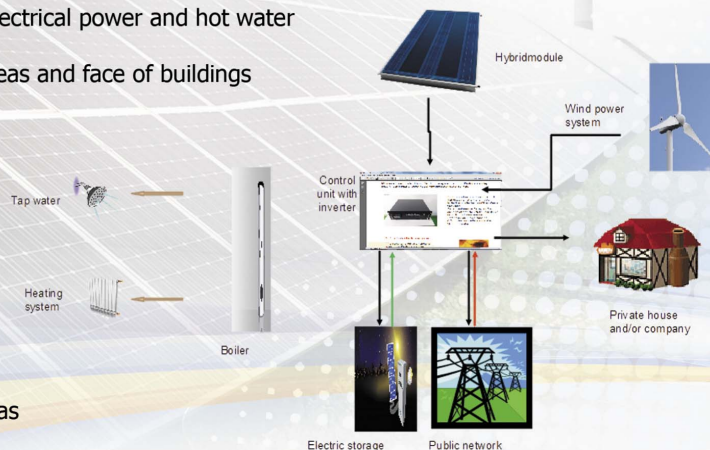 ectrical power and hot water
Hybridmodule
eas and face of buildings
Wind power
system
Control
unit with
inverter
Tap water
Heating
system
Private house
and/or company
Boiler
as
Electric storage
Public network